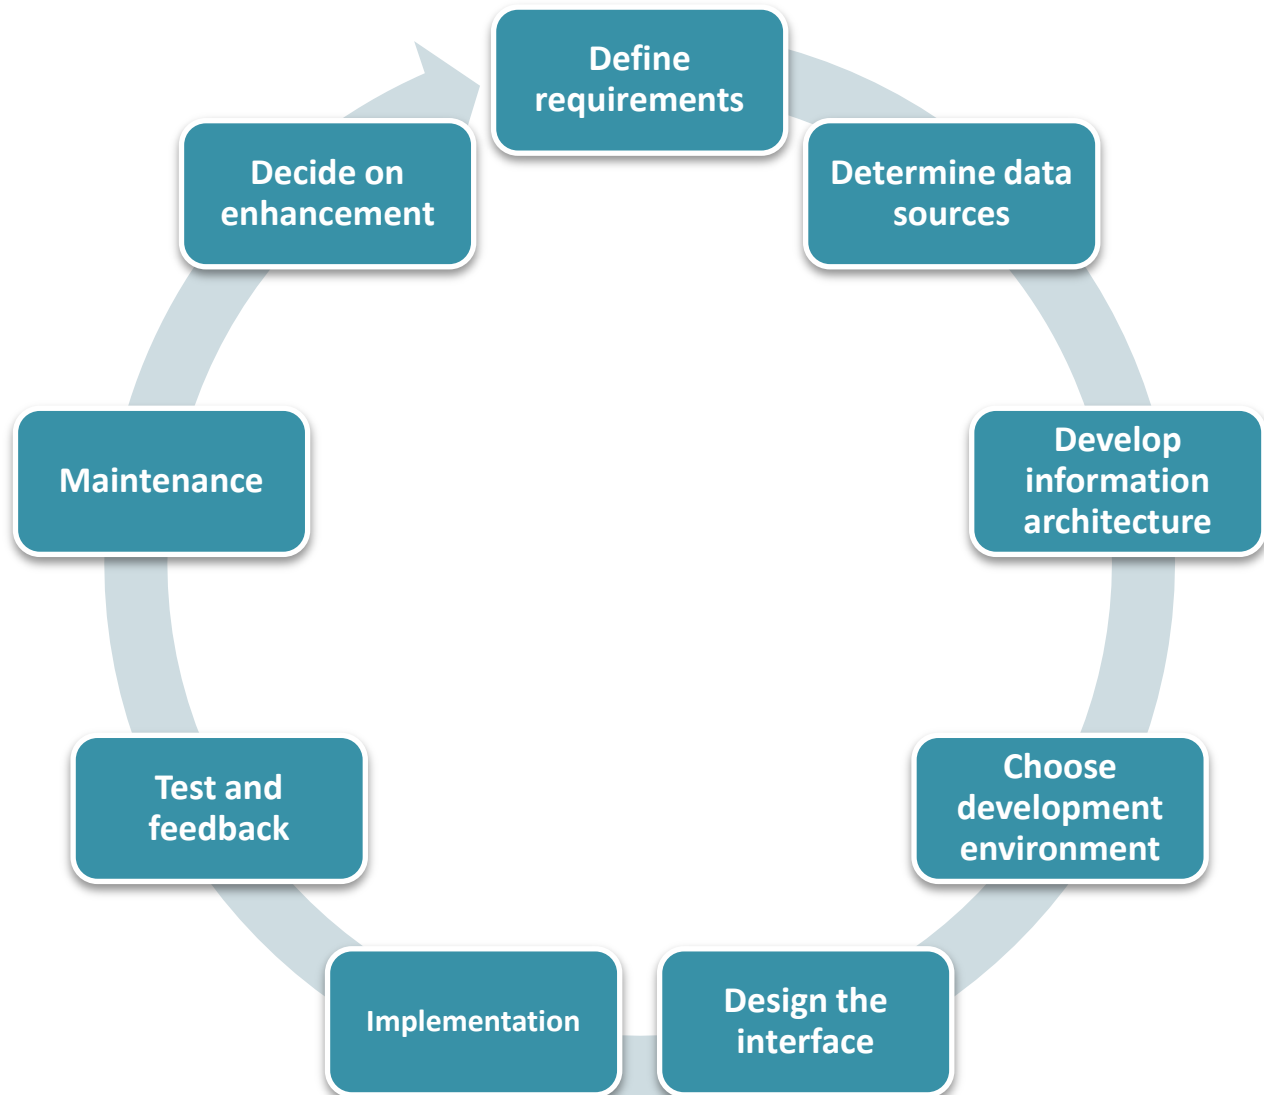 Define
requirements
Determine data
sources
Develop
information
architecture
Choose
development
environment
Design the
interface
Implementation
Test and
feedback
Maintenance
Decide on
enhancement